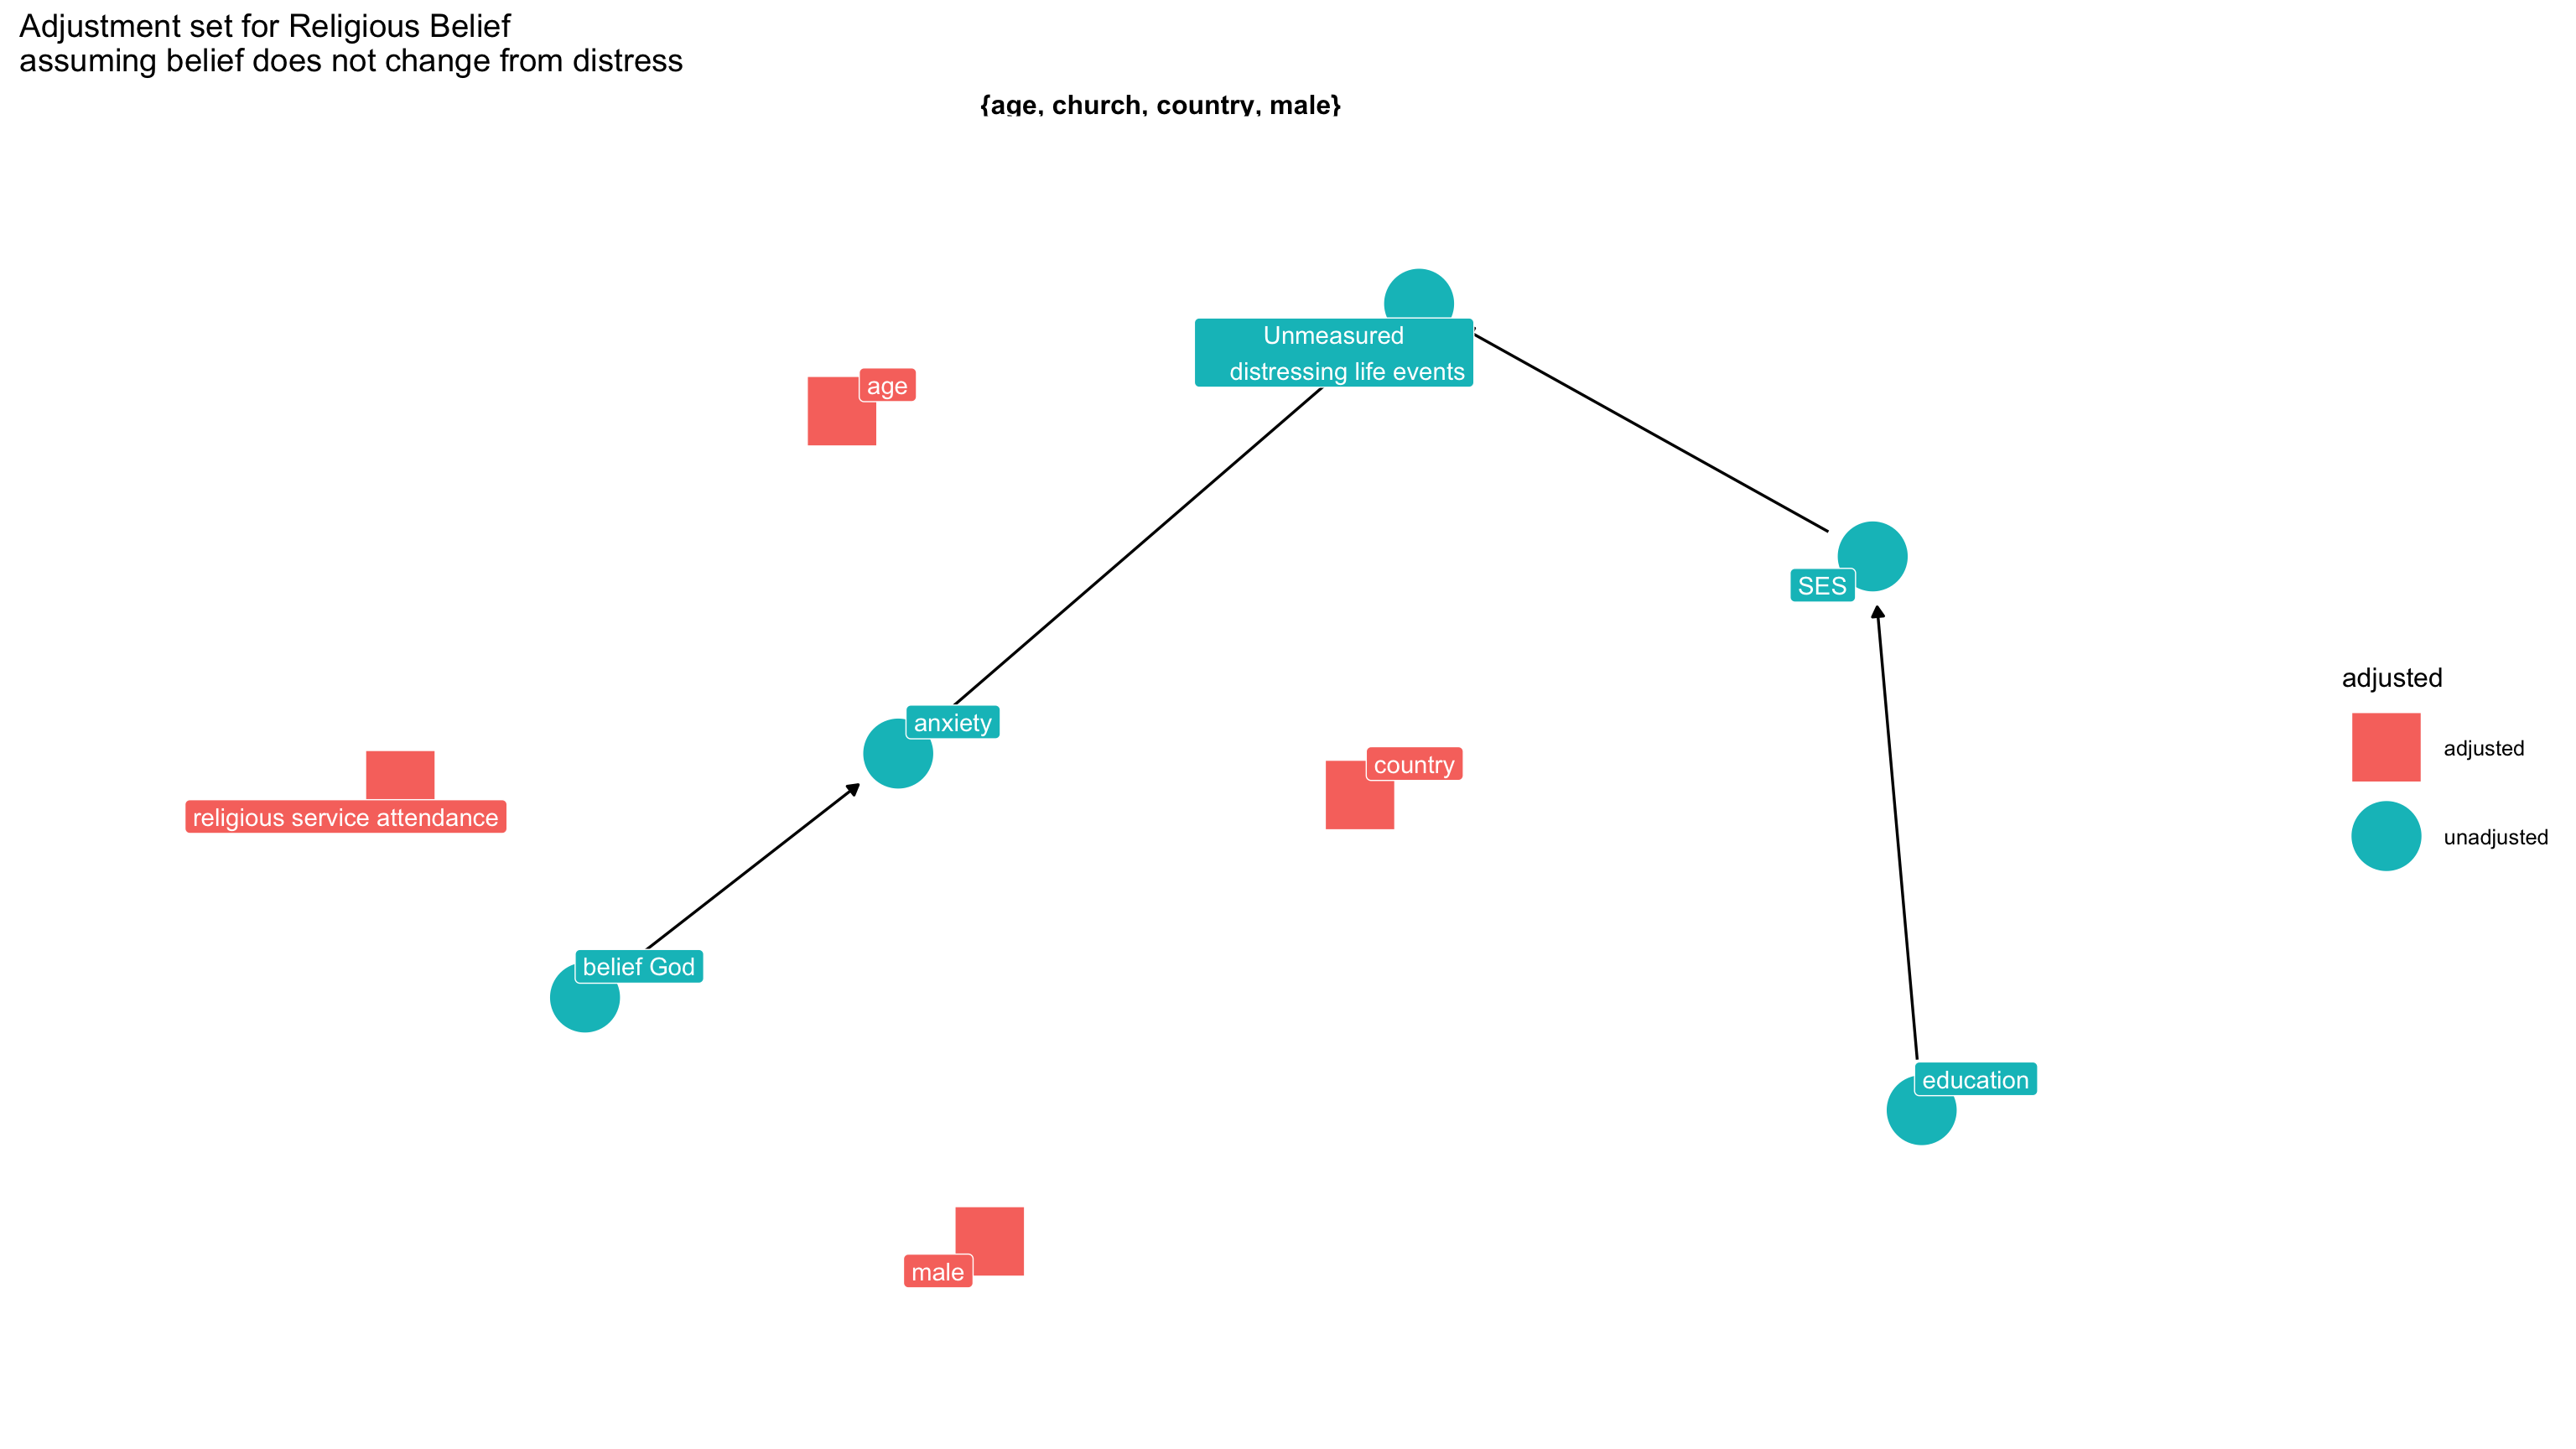 Adjustment set for Religious Belief
assuming belief does not change from distress
{age, church, country, male}
Unmeasured
distressing life events
age
SES
anxiety
country
religious service attendance
belief God
education
male
adjusted
adjusted
unadjusted